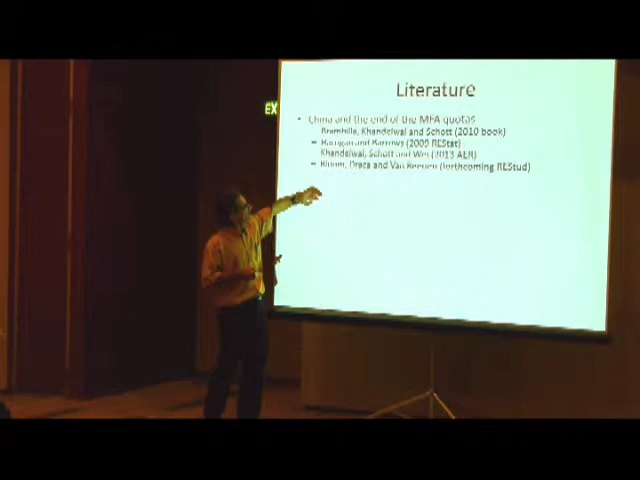 EX
Literature
• China and the end of the MFA quotas
Brambilla, Khandelwal and Schott (2010 book)
– Harrigan and Barrows (2009 REStat)
Khandelwal, Schott and Wei (2013 AER)
– Bloom, Draca and Van Reenen (forthcoming REStud)